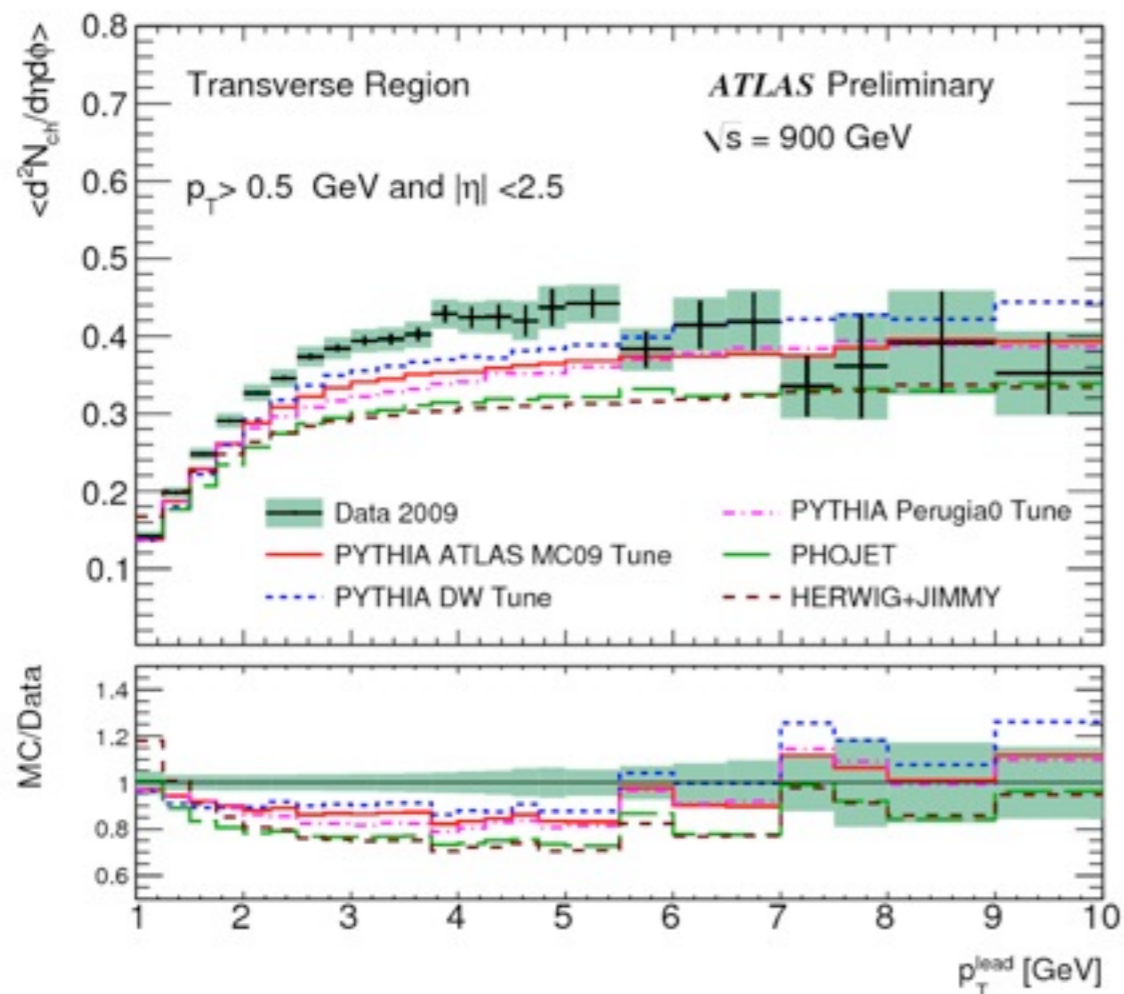 <d²N_ch/dηdϕ>
0.8
0.7
0.6
0.5
0.4
0.3
0.2
0.1
Transverse Region
ATLAS Preliminary
√s = 900 GeV
p_T> 0.5 GeV and |η| <2.5
Data 2009
PYTHIA ATLAS MC09 Tune
PYTHIA DW Tune
PYTHIA Perugia0 Tune
PHOJET
HERWIG+JIMMY
MC/Data
1.4
1.2
1
0.8
0.6
1 2 3 4 5 6 7 8 9 10
p_T^lead [GeV]